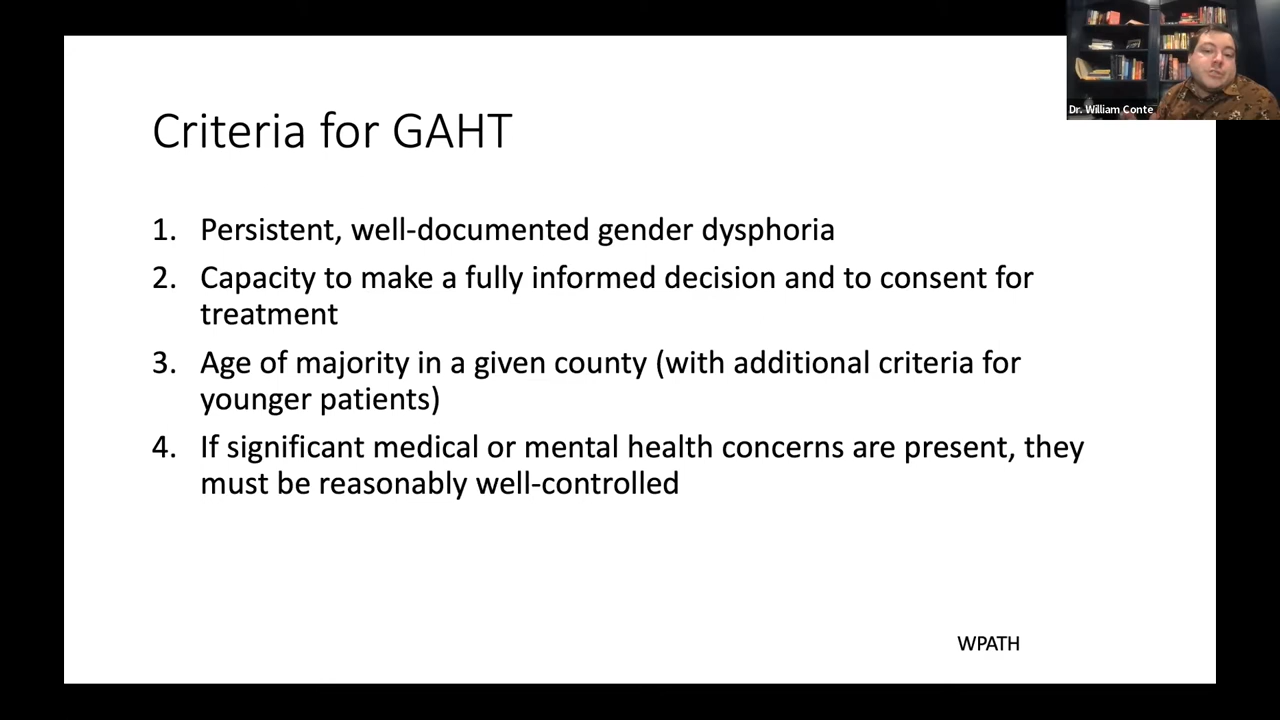 Dr. William Conte
Criteria for GAHT
1. Persistent, well-documented gender dysphoria
2. Capacity to make a fully informed decision and to consent for
treatment
3. Age of majority in a given county (with additional criteria for
younger patients)
4. If significant medical or mental health concerns are present, they
must be reasonably well-controlled
WPATH